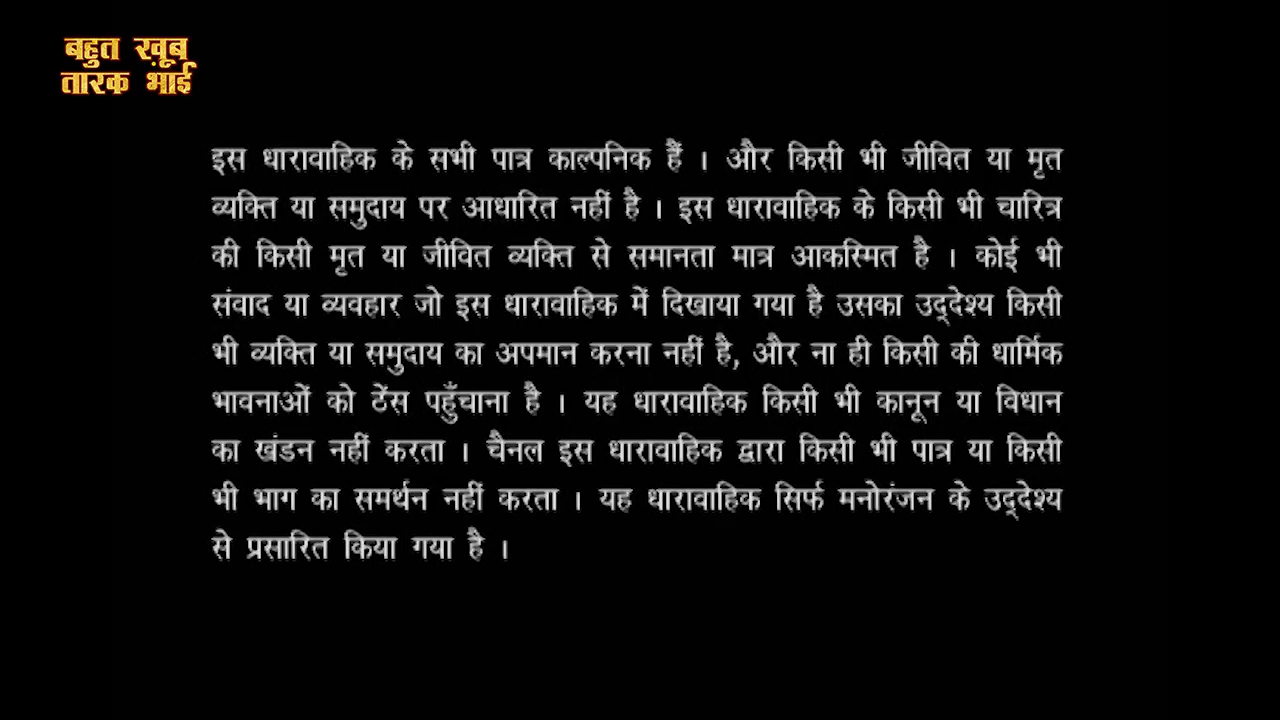 बहुत खूब
तारक भाई
इस धारावाहिक के सभी पात्र काल्पनिक हैं । और किसी भी जीवित या मृत
व्यक्ति या समुदाय पर आधारित नहीं है । इस धारावाहिक के किसी भी चारित्र
की किसी मृत या जीवित व्यक्ति से समानता मात्र आकस्मित है । कोई भी
संवाद या व्यवहार जो इस धारावाहिक में दिखाया गया है उसका उद्देश्य किसी
भी व्यक्ति या समुदाय का अपमान करना नहीं है, और ना ही किसी की धार्मिक
भावनाओं को टेंस पहुँचाना है । यह धारावाहिक किसी भी कानून या विधान
का खंडन नहीं करता । चैनल इस धारावाहिक द्वारा किसी भी पात्र या किसी
भी भाग का समर्थन नहीं करता । यह धारावाहिक सिर्फ मनोरंजन के उद्देश्य
से प्रसारित किया गया है ।